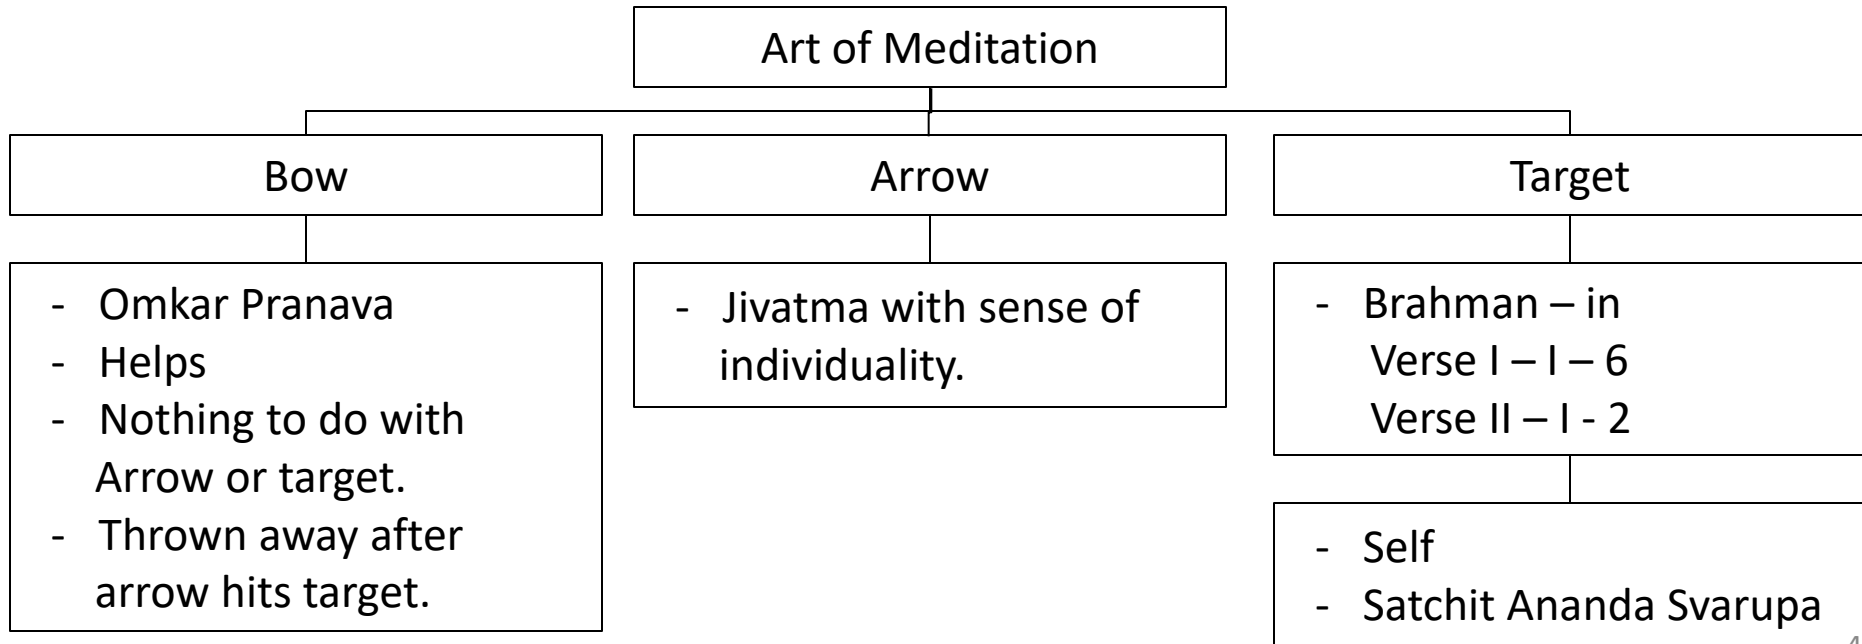 Art of Meditation
Bow
- Omkar Pranava
- Helps
- Nothing to do with
Arrow or target.
- Thrown away after
arrow hits target.
Arrow
- Jivatma with sense of
individuality.
Target
- Brahman – in
Verse I – I – 6
Verse II – I - 2
- Self
- Satchit Ananda Svarupa